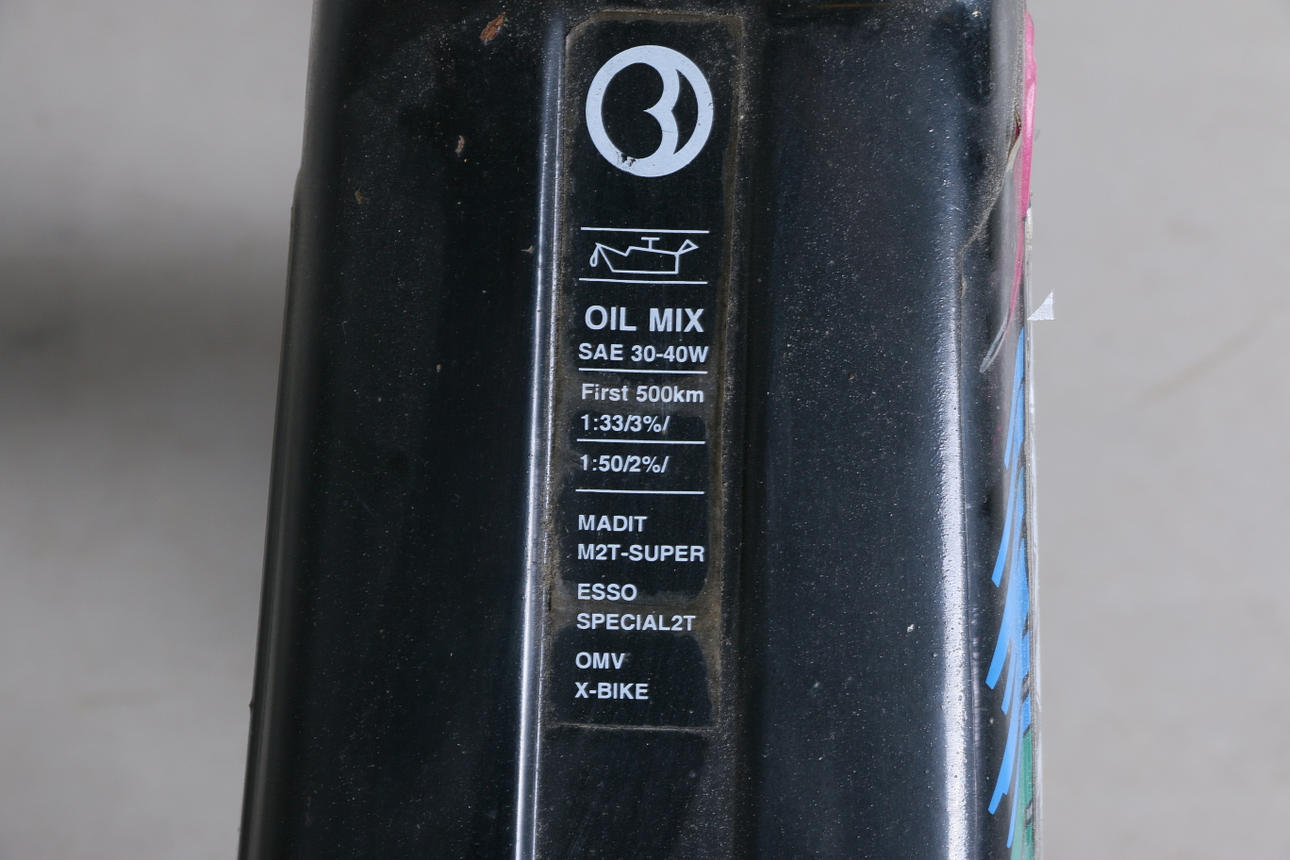 OIL MIX
SAE 30-40W
First 500km
1:33/3%/
1:50/2%/
MADIT
M2T-SUPER
ESSO
SPECIAL2T
OMV
X-BIKE